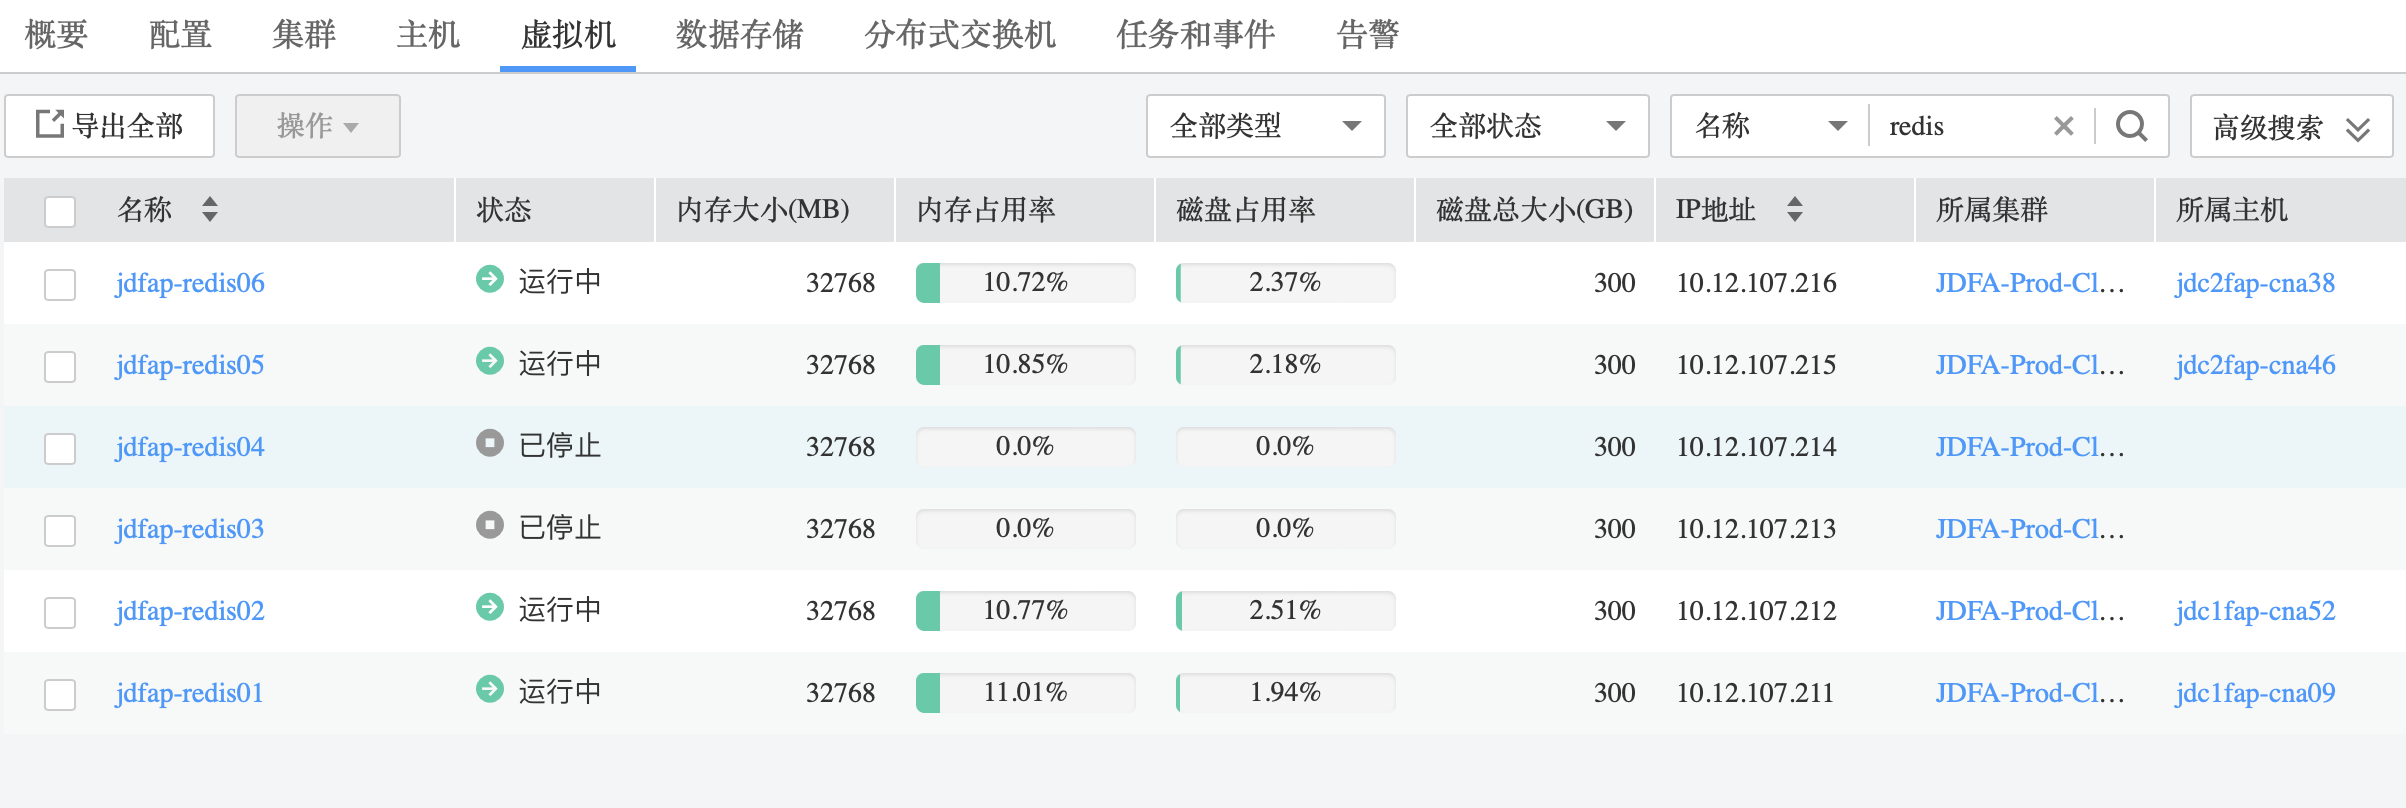 概要 配置 集群 主机 虚拟机 数据存储 分布式交换机 任务和事件 告警
导出全部 操作 全部类型 全部状态 名称 redis 高级搜索
名称 状态 内存大小(MB) 内存占用率 磁盘占用率 磁盘总大小(GB) IP地址 所属集群 所属主机
jdfap-redis06 运行中 32768 10.72% 2.37% 300 10.12.107.216 JDFA-Prod-Cl... jdc2fap-cna38
jdfap-redis05 运行中 32768 10.85% 2.18% 300 10.12.107.215 JDFA-Prod-Cl... jdc2fap-cna46
jdfap-redis04 已停止 32768 0.0% 0.0% 300 10.12.107.214 JDFA-Prod-Cl...
jdfap-redis03 已停止 32768 0.0% 0.0% 300 10.12.107.213 JDFA-Prod-Cl...
jdfap-redis02 运行中 32768 10.77% 2.51% 300 10.12.107.212 JDFA-Prod-Cl... jdc1fap-cna52
jdfap-redis01 运行中 32768 11.01% 1.94% 300 10.12.107.211 JDFA-Prod-Cl... jdc1fap-cna09